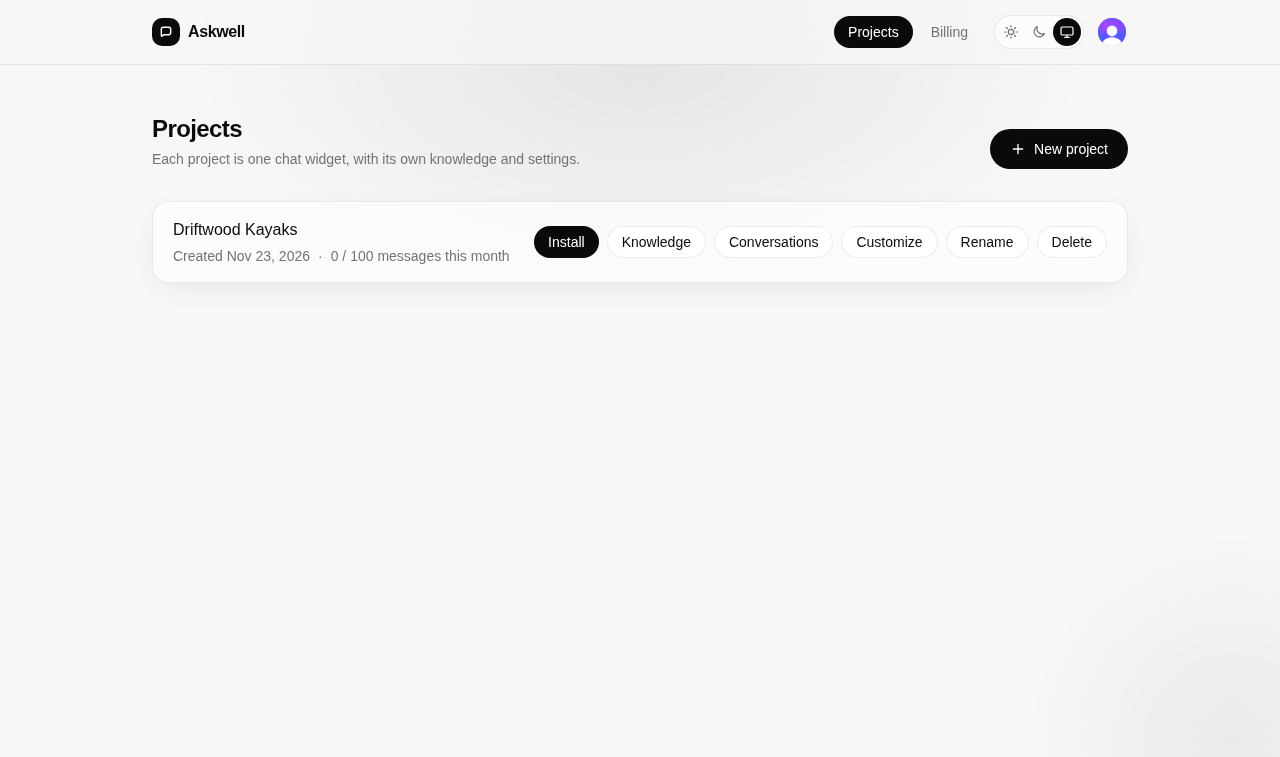 Askwell
Projects
Billing
Projects
Each project is one chat widget, with its own knowledge and settings.
New project
Driftwood Kayaks
Created Nov 23, 2026 · 0 / 100 messages this month
Install
Knowledge
Conversations
Customize
Rename
Delete